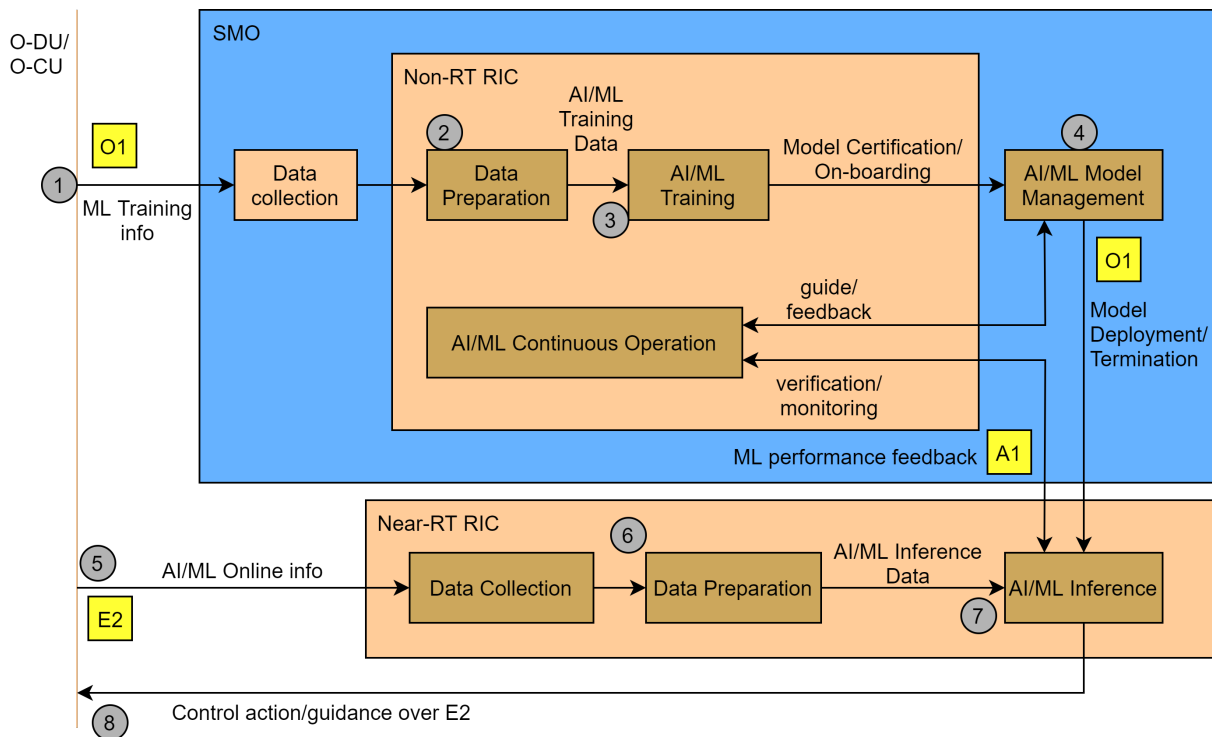 O-DU/
O-CU
SMO
Non-RT RIC
O1
1
ML Training
info
Data
collection
2
Data
Preparation
AI/ML
Training
Data
3
AI/ML
Training
Model Certification/
On-boarding
4
AI/ML Model
Management
O1
Model
Deployment/
Termination
guide/
feedback
AI/ML Continuous Operation
verification/
monitoring
ML performance feedback
A1
Near-RT RIC
5
AI/ML Online info
E2
Data Collection
6
Data Preparation
AI/ML Inference
Data
7
AI/ML Inference
8
Control action/guidance over E2